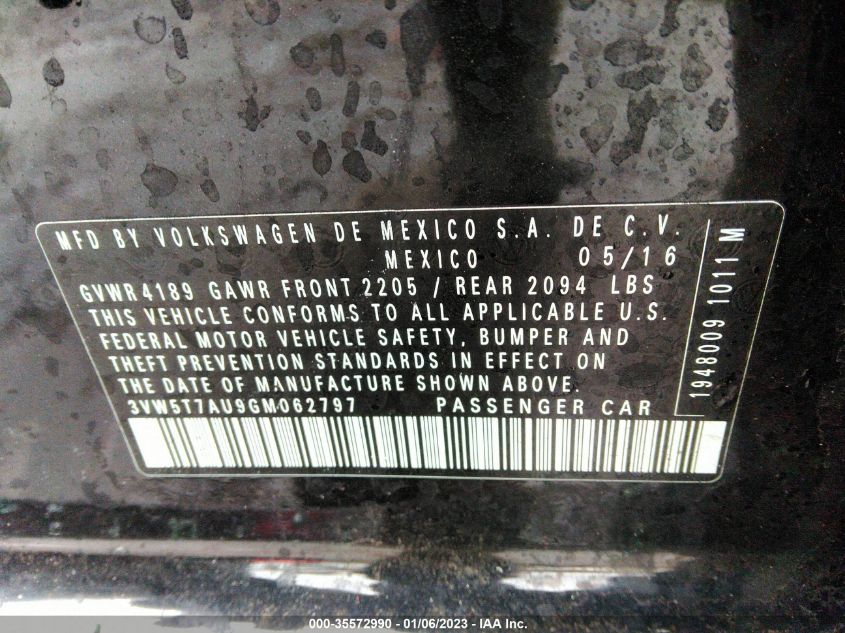 MFD BY VOLKSWAGEN DE MEXICO S.A. DE C.V.
MEXICO 05/16
GVWR 4189 GAWR FRONT 2205 / REAR 2094 LBS
THIS VEHICLE CONFORMS TO ALL APPLICABLE U.S.
FEDERAL MOTOR VEHICLE SAFETY, BUMPER AND
THEFT PREVENTION STANDARDS IN EFFECT ON
THE DATE OF MANUFACTURE SHOWN ABOVE.
3VW5T7AU9GM062797 PASSENGER CAR
1948009 1011 M
000-35572990 - 01/06/2023 - IAA Inc.